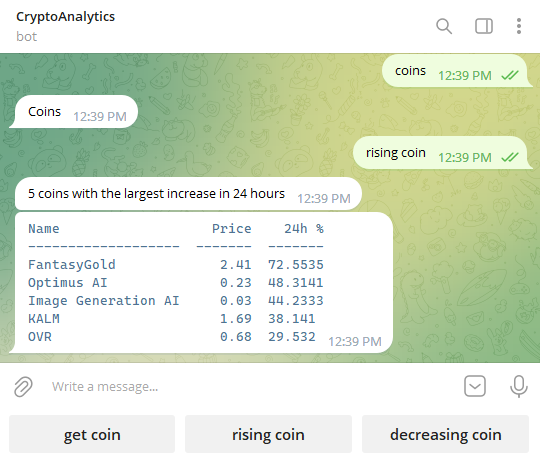 CryptoAnalytics
bot
coins 12:39 PM
Coins 12:39 PM
rising coin 12:39 PM
5 coins with the largest increase in 24 hours 12:39 PM
Name Price 24h %
------------------- ------- -------
FantasyGold 2.41 72.5535
Optimus AI 0.23 48.3141
Image Generation AI 0.03 44.2333
KALM 1.69 38.141
OVR 0.68 29.532 12:39 PM
Write a message...
get coin rising coin decreasing coin